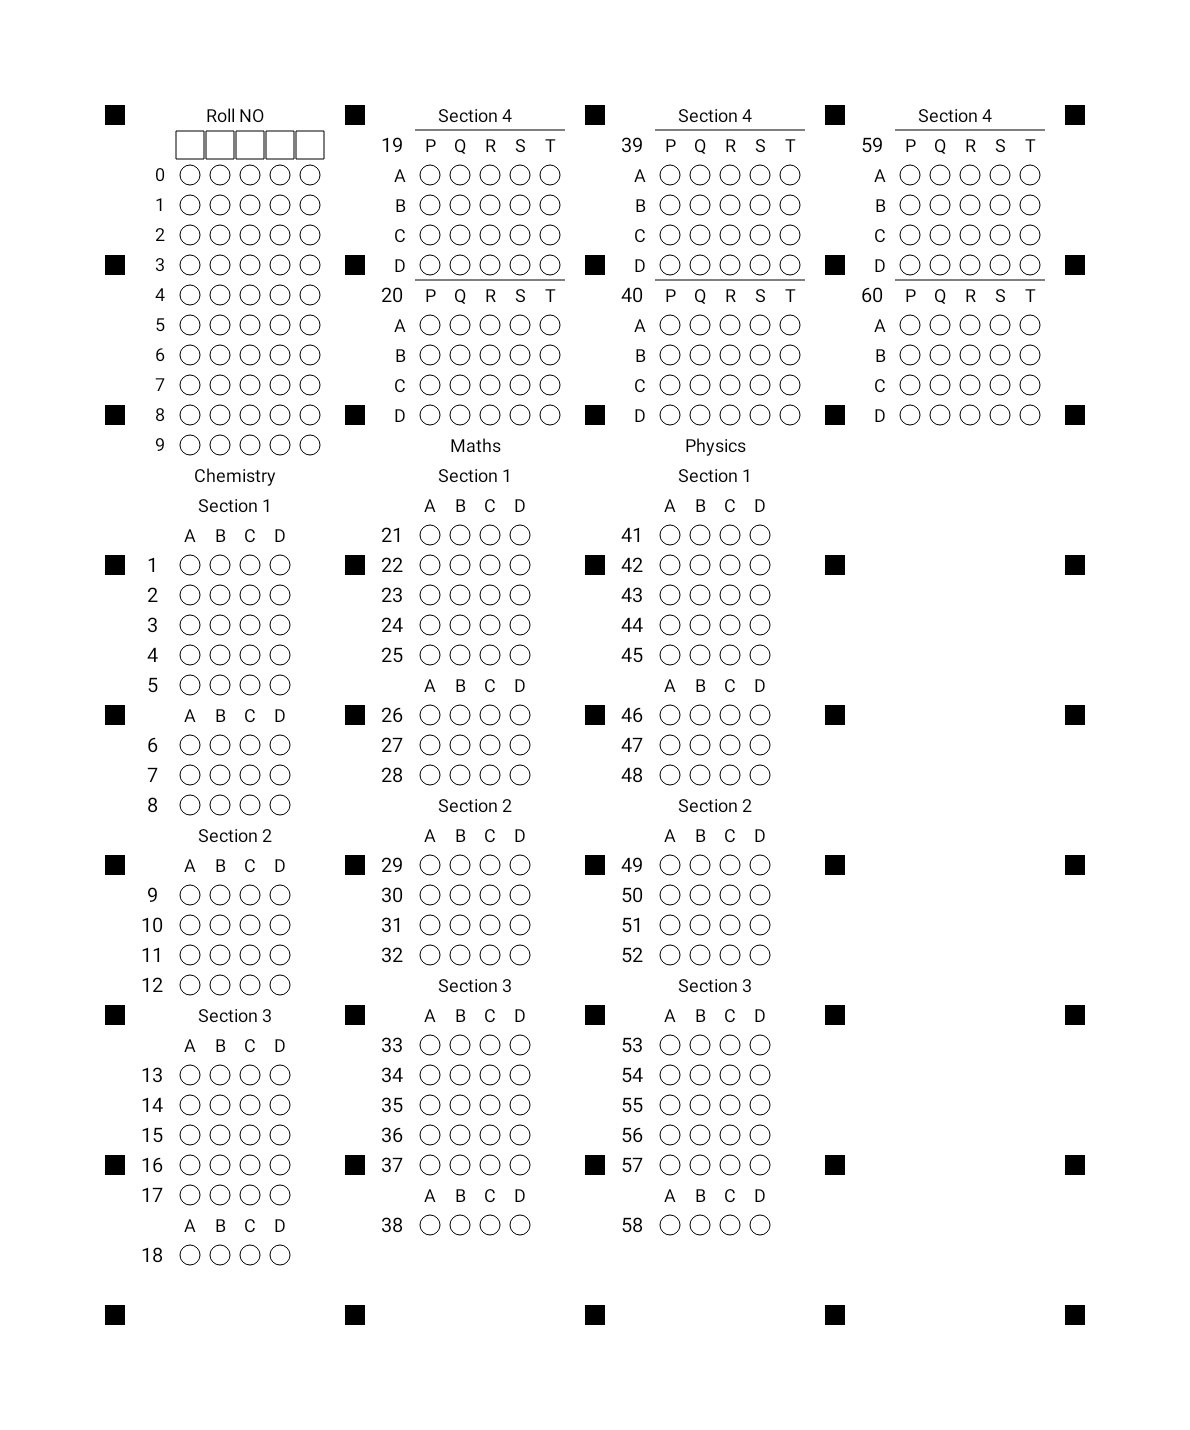 Roll NO
0
1
2
3
4
5
6
7
8
9
Chemistry
Section 1
A B C D
1
2
3
4
5
A B C D
6
7
8
Section 2
A B C D
9
10
11
12
Section 3
A B C D
13
14
15
16
17
A B C D
18
Section 4
19 P Q R S T
A
B
C
D
20 P Q R S T
A
B
C
D
Maths
Section 1
A B C D
21
22
23
24
25
A B C D
26
27
28
Section 2
A B C D
29
30
31
32
Section 3
A B C D
33
34
35
36
37
A B C D
38
Section 4
39 P Q R S T
A
B
C
D
40 P Q R S T
A
B
C
D
Physics
Section 1
A B C D
41
42
43
44
45
A B C D
46
47
48
Section 2
A B C D
49
50
51
52
Section 3
A B C D
53
54
55
56
57
A B C D
58
Section 4
59 P Q R S T
A
B
C
D
60 P Q R S T
A
B
C
D